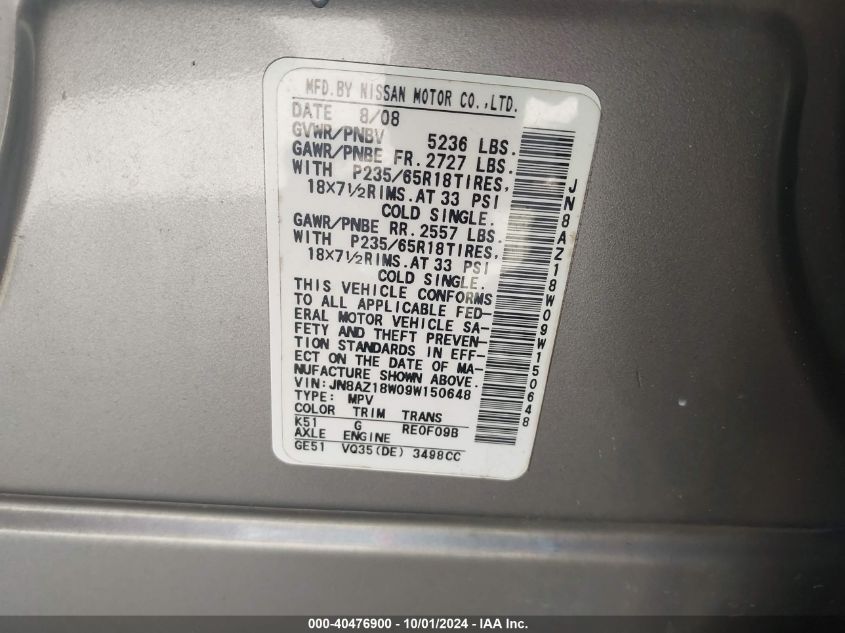 MFD.BY NISSAN MOTOR CO.,LTD.
DATE 8/08
GVWR/PNBV 5236 LBS.
GAWR/PNBE FR. 2727 LBS.
WITH P235/65R18TIRES,
18×7½RIMS.AT 33 PSI
COLD SINGLE.
GAWR/PNBE RR. 2557 LBS.
WITH P235/65R18TIRES,
18×7½RIMS.AT 33 PSI
COLD SINGLE.
THIS VEHICLE CONFORMS
TO ALL APPLICABLE FED-
ERAL MOTOR VEHICLE SA-
FETY AND THEFT PREVEN-
TION STANDARDS IN EFF-
ECT ON THE DATE OF MA-
NUFACTURE SHOWN ABOVE.
VIN:JN8AZ18W09W150648
TYPE: MPV
COLOR TRIM TRANS
K51 G RE0F09B
AXLE ENGINE
GE51 VQ35(DE) 3498CC
JN8AZ18W09W150648
000-40476900 - 10/01/2024 - IAA Inc.